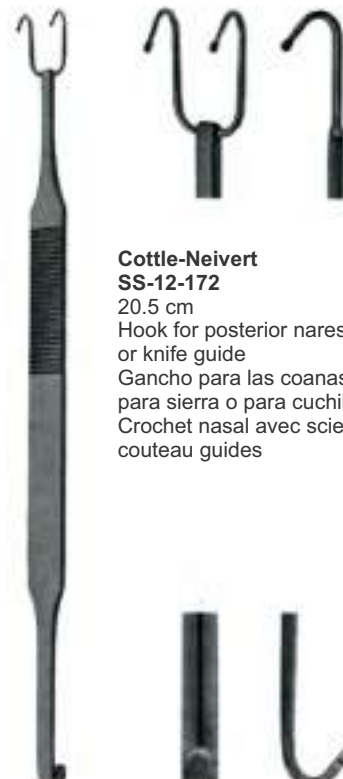 Cottle-Neivert
SS-12-172
20.5 cm
Hook for posterior nares
or knife guide
Gancho para las coanas
para sierra o para cuchil
Crochet nasal avec scie
couteau guides